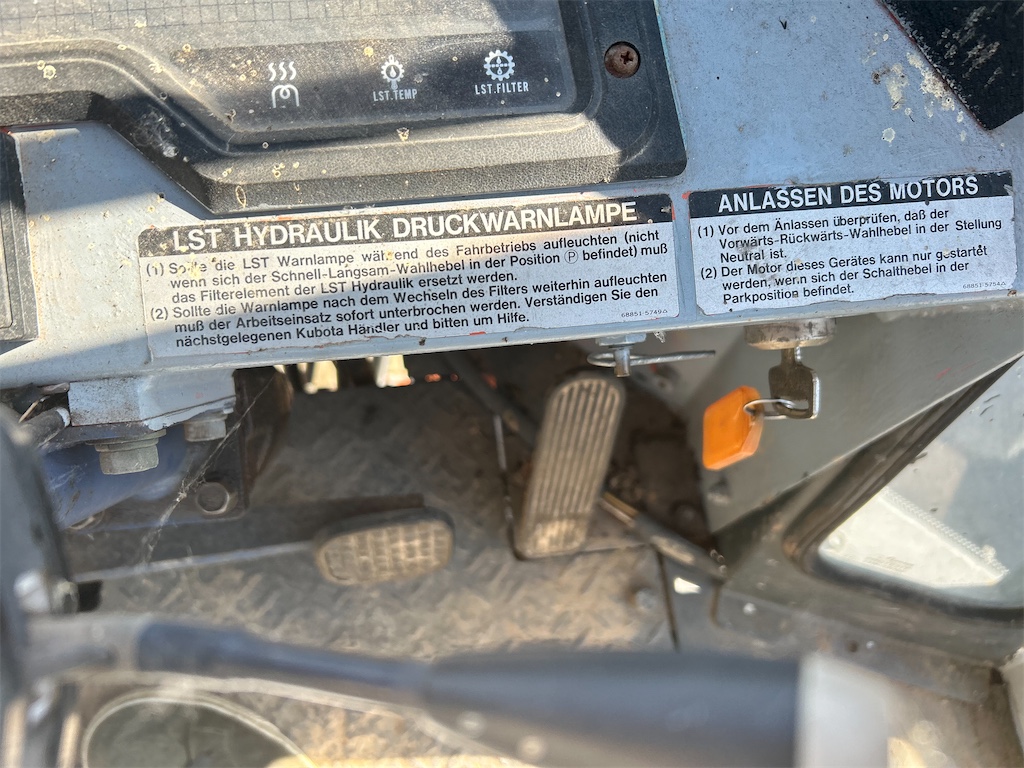 LST.TEMP
LST.FILTER
LST HYDRAULIK DRUCKWARNLAMPE
(1) Sollte die LST Warnlampe während des Fahrbetriebs aufleuchten (nicht
wenn sich der Schnell-Langsam-Wahlhebel in der Position Ⓟ befindet) muß
das Filterelement der LST Hydraulik ersetzt werden.
(2) Sollte die Warnlampe nach dem Wechseln des Filters weiterhin aufleuchten
muß der Arbeitseinsatz sofort unterbrochen werden. Verständigen Sie den
nächstgelegenen Kubota Händler und bitten um Hilfe.
68851-5749△
ANLASSEN DES MOTORS
(1) Vor dem Änlassen überprüfen, daß der
Vorwärts-Rückwärts-Wahlhebel in der Stellung
Neutral ist.
(2) Der Motor dieses Gerätes kann nur gestartet
werden, wenn sich der Schalthebel in der
Parkposition befindet.
68851-5754△